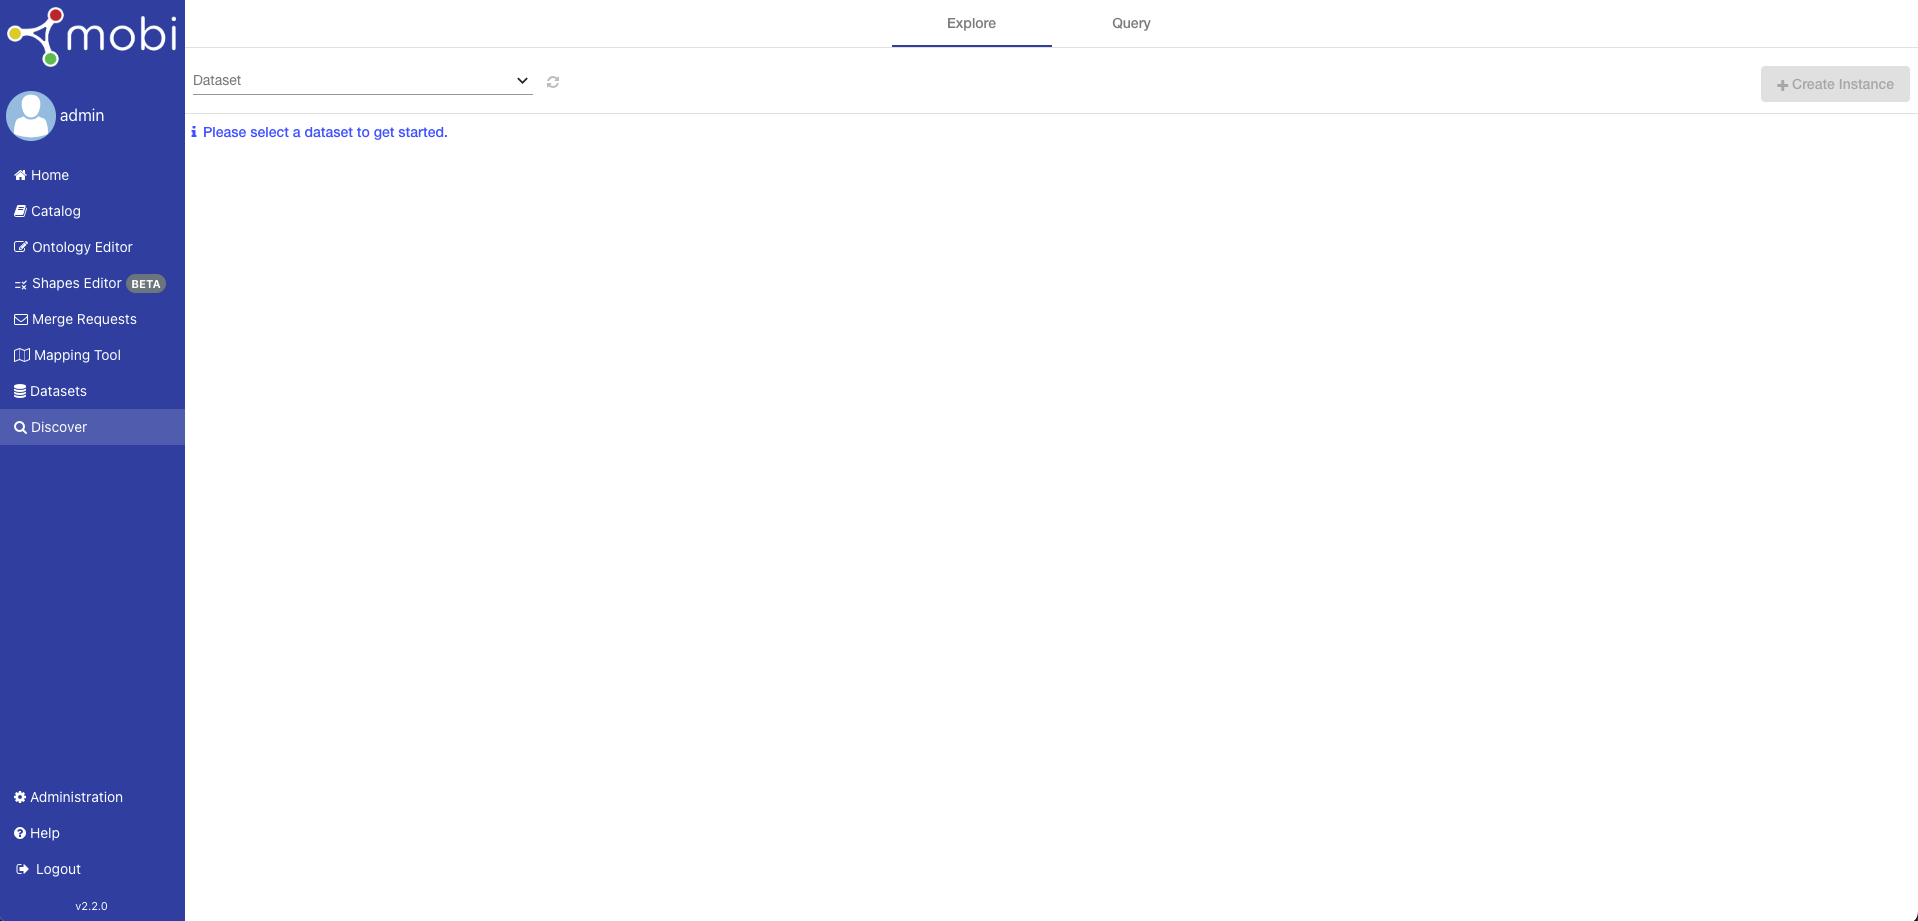 mobi
admin
Home
Catalog
Ontology Editor
Shapes Editor BETA
Merge Requests
Mapping Tool
Datasets
Discover
Administration
Help
Logout
v2.2.0
Explore Query
Dataset
Create Instance
Please select a dataset to get started.